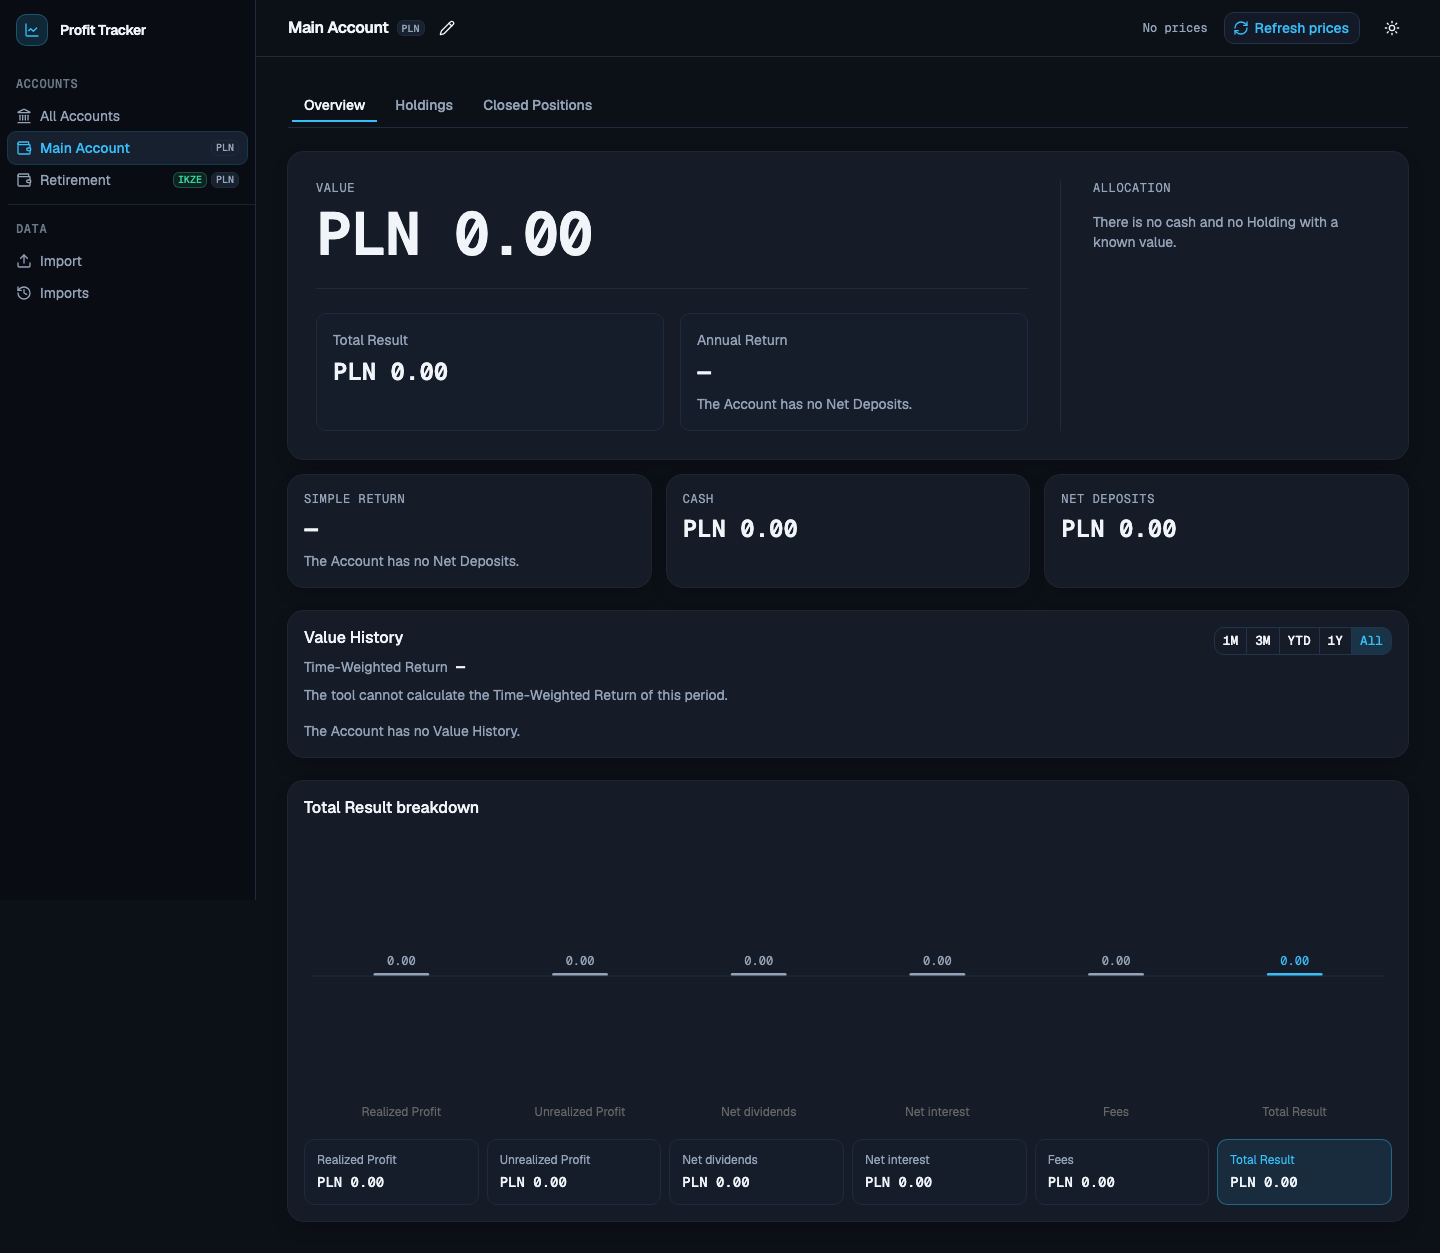 Profit Tracker
ACCOUNTS
All Accounts
Main Account PLN
Retirement IKZE PLN
DATA
Import
Imports
Main Account PLN
No prices
Refresh prices
Overview Holdings Closed Positions
VALUE
PLN 0.00
Total Result
PLN 0.00
Annual Return
—
The Account has no Net Deposits.
ALLOCATION
There is no cash and no Holding with a
known value.
SIMPLE RETURN
—
The Account has no Net Deposits.
CASH
PLN 0.00
NET DEPOSITS
PLN 0.00
Value History
1M 3M YTD 1Y All
Time-Weighted Return —
The tool cannot calculate the Time-Weighted Return of this period.
The Account has no Value History.
Total Result breakdown
0.00 0.00 0.00 0.00 0.00 0.00
Realized Profit Unrealized Profit Net dividends Net interest Fees Total Result
Realized Profit
PLN 0.00
Unrealized Profit
PLN 0.00
Net dividends
PLN 0.00
Net interest
PLN 0.00
Fees
PLN 0.00
Total Result
PLN 0.00